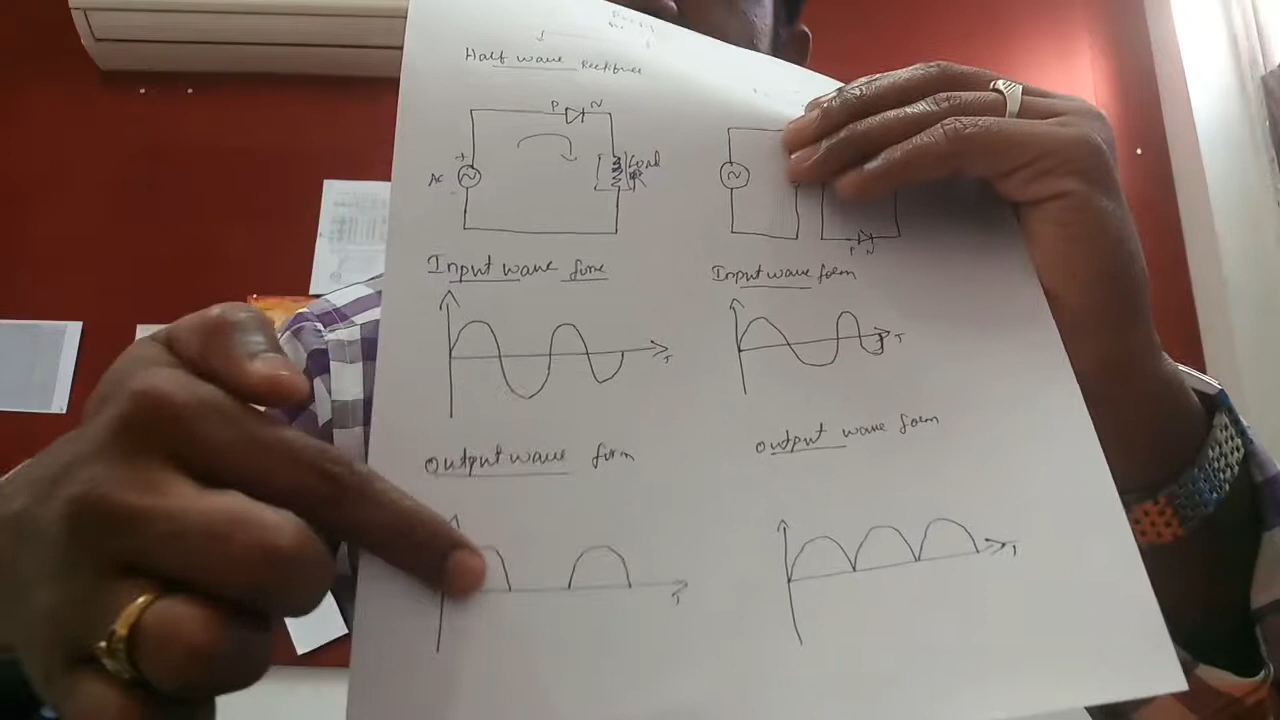 Half wave Rectifier
P N
AC + Load
~ ~
P N
Input wave form
Input wave form
T
T
Output wave form
Output wave form
T
T